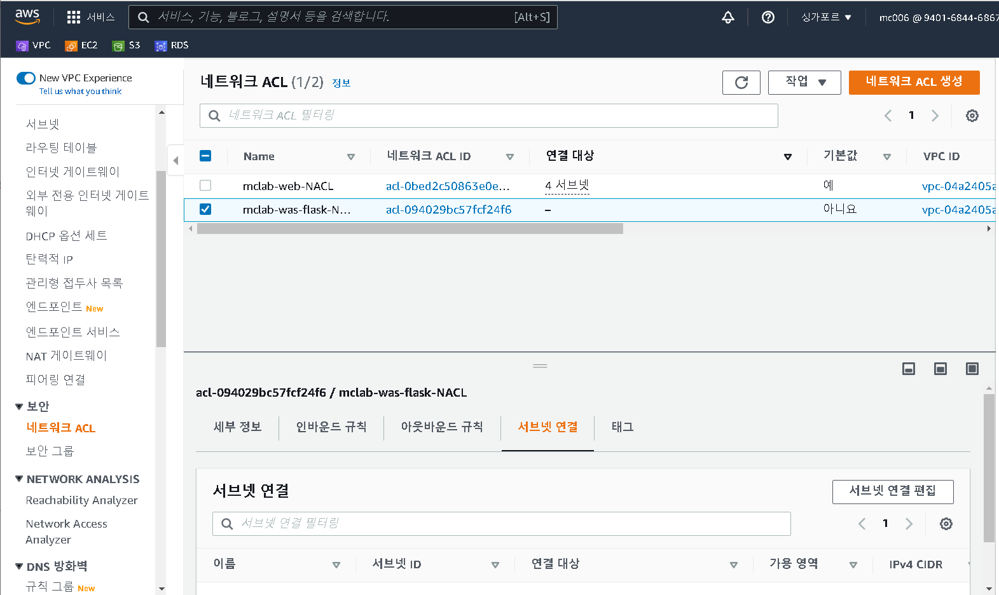 aws
서비스
서비스, 기능, 블로그, 설명서 등을 검색합니다.
[Alt+S]
싱가포르
mc006 @ 9401-6844-6867
VPC
EC2
S3
RDS
New VPC Experience
Tell us what you think
서브넷
라우팅 테이블
인터넷 게이트웨이
외부 전용 인터넷 게이트
웨이
DHCP 옵션 세트
탄력적 IP
관리형 접두사 목록
엔드포인트 New
엔드포인트 서비스
NAT 게이트웨이
피어링 연결
보안
네트워크 ACL
보안 그룹
NETWORK ANALYSIS
Reachability Analyzer
Network Access
Analyzer
DNS 방화벽
규칙 그룹 New
네트워크 ACL (1/2) 정보
작업
네트워크 ACL 생성
네트워크 ACL 필터링
1
Name 네트워크 ACL ID 연결 대상 기본값 VPC ID
mclab-web-NACL acl-0bed2c50863e0e... 4 서브넷 예 vpc-04a2405a
mclab-was-flask-N... acl-094029bc57fcf24f6 – 아니요 vpc-04a2405a
acl-094029bc57fcf24f6 / mclab-was-flask-NACL
세부 정보 인바운드 규칙 아웃바운드 규칙 서브넷 연결 태그
서브넷 연결
서브넷 연결 편집
서브넷 연결 필터링
1
이름 서브넷 ID 연결 대상 가용 영역 IPv4 CIDR